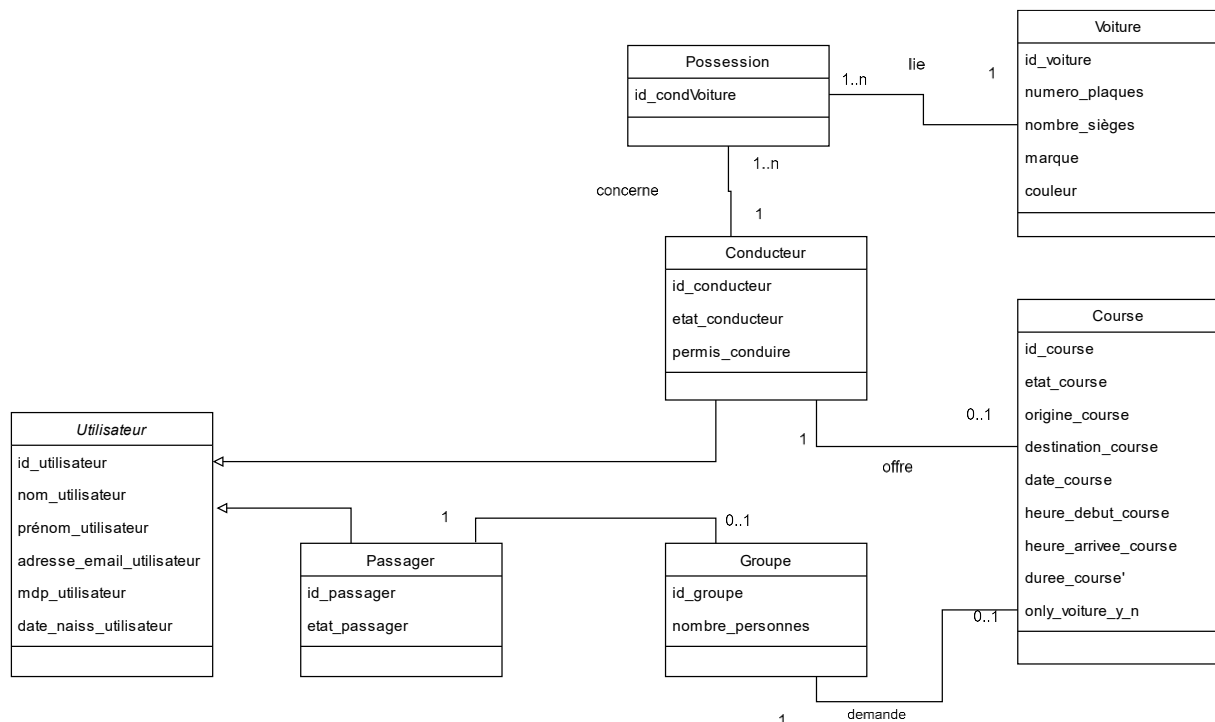 Voiture
id_voiture
numero_plaques
nombre_sièges
marque
couleur
Possession
id_condVoiture
lie
1..n
1
1..n
concerne
1
Conducteur
id_conducteur
etat_conducteur
permis_conduire
Course
id_course
etat_course
origine_course
destination_course
date_course
heure_debut_course
heure_arrivee_course
duree_course'
only_voiture_y_n
0..1
1
offre
Utilisateur
id_utilisateur
nom_utilisateur
prénom_utilisateur
adresse_email_utilisateur
mdp_utilisateur
date_naiss_utilisateur
1
0..1
Passager
id_passager
etat_passager
Groupe
id_groupe
nombre_personnes
0..1
1
demande